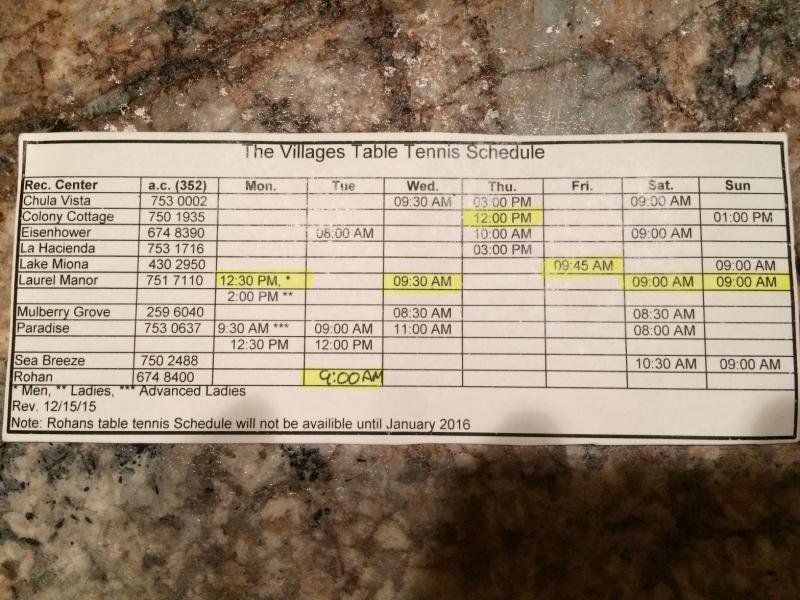 The Villages Table Tennis Schedule
Rec. Center a.c. (352) Mon. Tue Wed. Thu. Fri. Sat. Sun
Chula Vista 753 0002 09:30 AM 03:00 PM 09:00 AM
Colony Cottage 750 1935 12:00 PM 01:00 PM
Eisenhower 674 8390 08:00 AM 10:00 AM 09:00 AM
La Hacienda 753 1716 03:00 PM
Lake Miona 430 2950 09:45 AM 09:00 AM
Laurel Manor 751 7110 12:30 PM, * 09:30 AM 09:00 AM 09:00 AM
2:00 PM **
Mulberry Grove 259 6040 08:30 AM 08:30 AM
Paradise 753 0637 9:30 AM *** 09:00 AM 11:00 AM 08:00 AM
12:30 PM 12:00 PM
Sea Breeze 750 2488 10:30 AM 09:00 AM
Rohan 674 8400 9:00 AM
* Men, ** Ladies, *** Advanced Ladies
Rev. 12/15/15
Note: Rohans table tennis Schedule will not be availible until January 2016